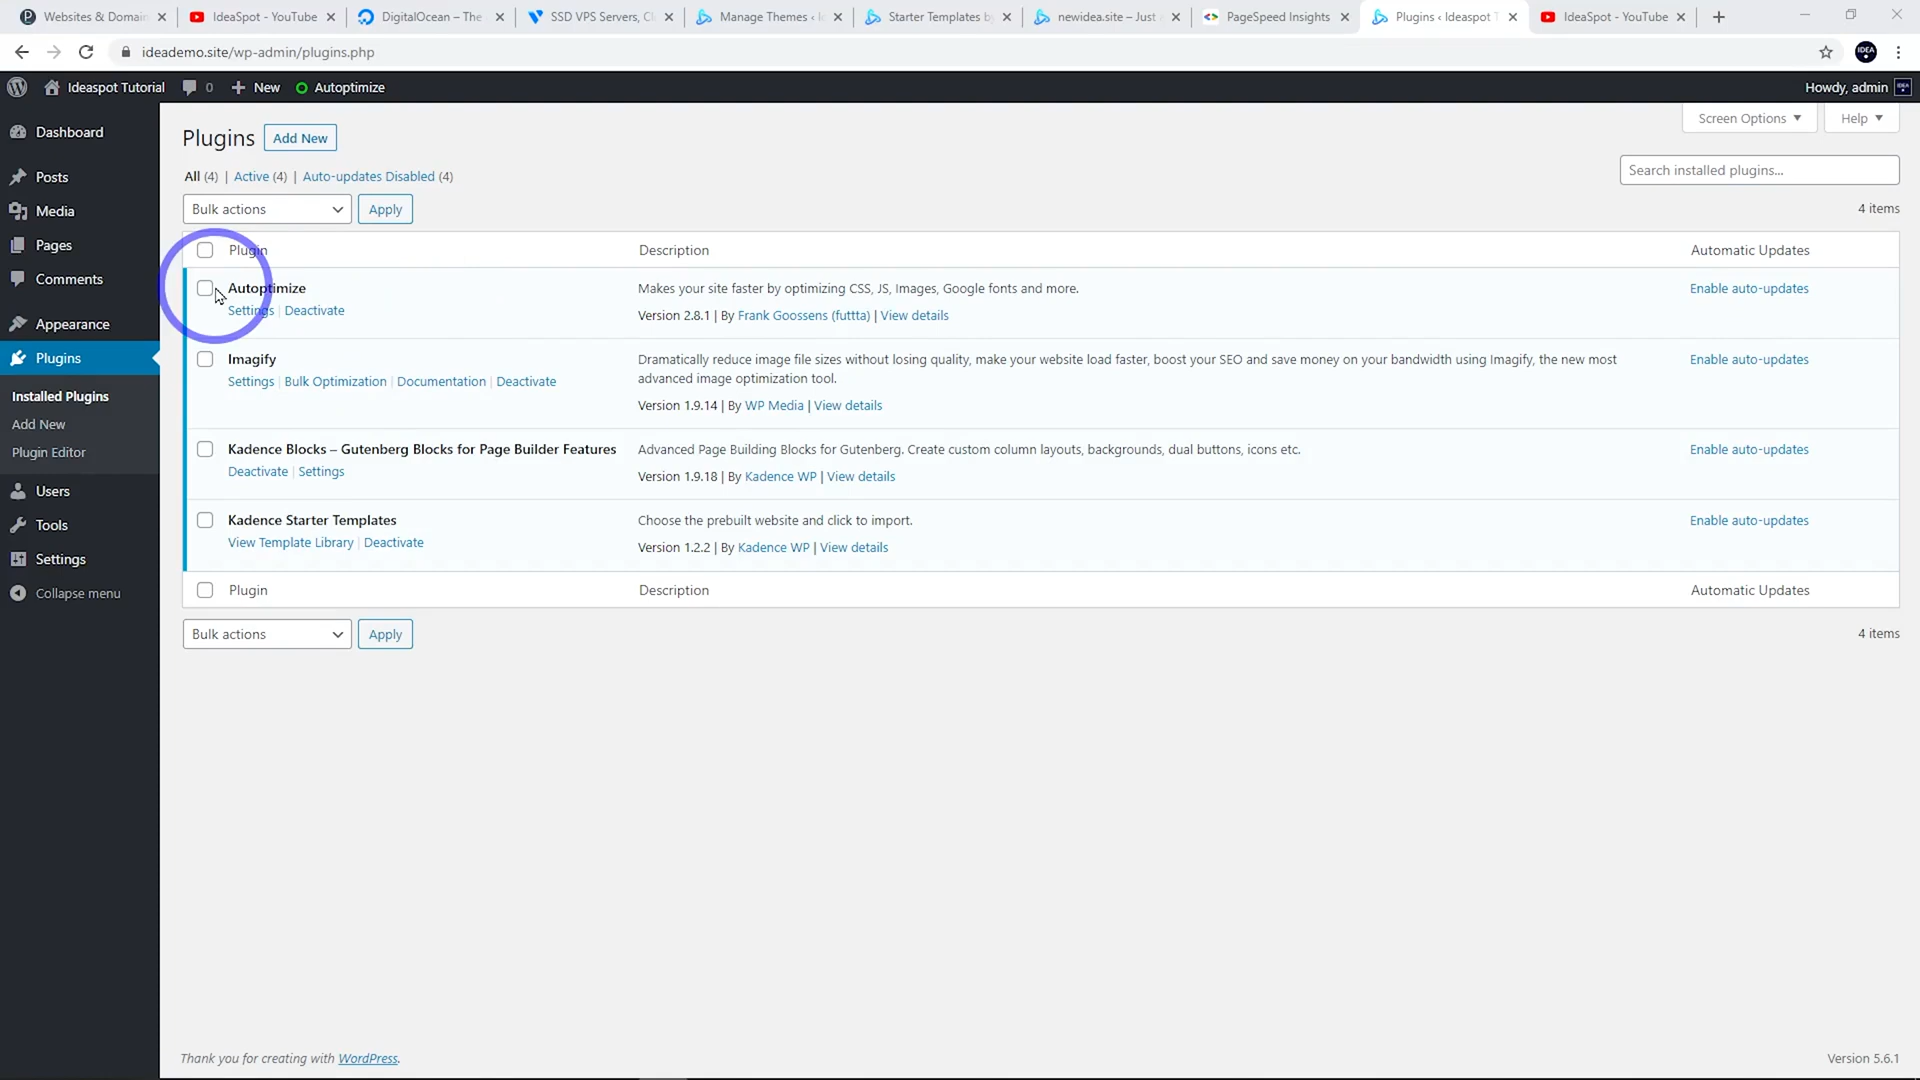 Websites & Domain
IdeaSpot - YouTube
DigitalOcean – The
SSD VPS Servers, Cl
Manage Themes ‹ I
Starter Templates by
newidea.site – Just a
PageSpeed Insights
Plugins ‹ Ideaspot T
IdeaSpot - YouTube
ideademo.site/wp-admin/plugins.php
IDEA
Ideaspot Tutorial
0
New
Autoptimize
Howdy, admin
Dashboard
Posts
Media
Pages
Comments
Appearance
Plugins
Installed Plugins
Add New
Plugin Editor
Users
Tools
Settings
Collapse menu
Screen Options
Help
Plugins Add New
All (4) | Active (4) | Auto-updates Disabled (4)
Search installed plugins...
Bulk actions Apply
4 items
Plugin Description Automatic Updates
Autoptimize
Settings | Deactivate
Makes your site faster by optimizing CSS, JS, Images, Google fonts and more.
Version 2.8.1 | By Frank Goossens (futtta) | View details
Enable auto-updates
Imagify
Settings | Bulk Optimization | Documentation | Deactivate
Dramatically reduce image file sizes without losing quality, make your website load faster, boost your SEO and save money on your bandwidth using Imagify, the new most
advanced image optimization tool.
Version 1.9.14 | By WP Media | View details
Enable auto-updates
Kadence Blocks – Gutenberg Blocks for Page Builder Features
Deactivate | Settings
Advanced Page Building Blocks for Gutenberg. Create custom column layouts, backgrounds, dual buttons, icons etc.
Version 1.9.18 | By Kadence WP | View details
Enable auto-updates
Kadence Starter Templates
View Template Library | Deactivate
Choose the prebuilt website and click to import.
Version 1.2.2 | By Kadence WP | View details
Enable auto-updates
Plugin Description Automatic Updates
Bulk actions Apply
4 items
Thank you for creating with WordPress.
Version 5.6.1